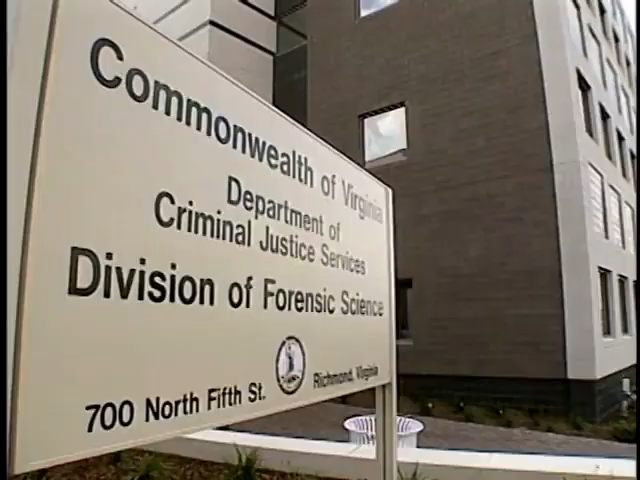 Commonwealth of Virginia
Department of
Criminal Justice Services
Division of Forensic Science
700 North Fifth St.
Richmond, Virginia